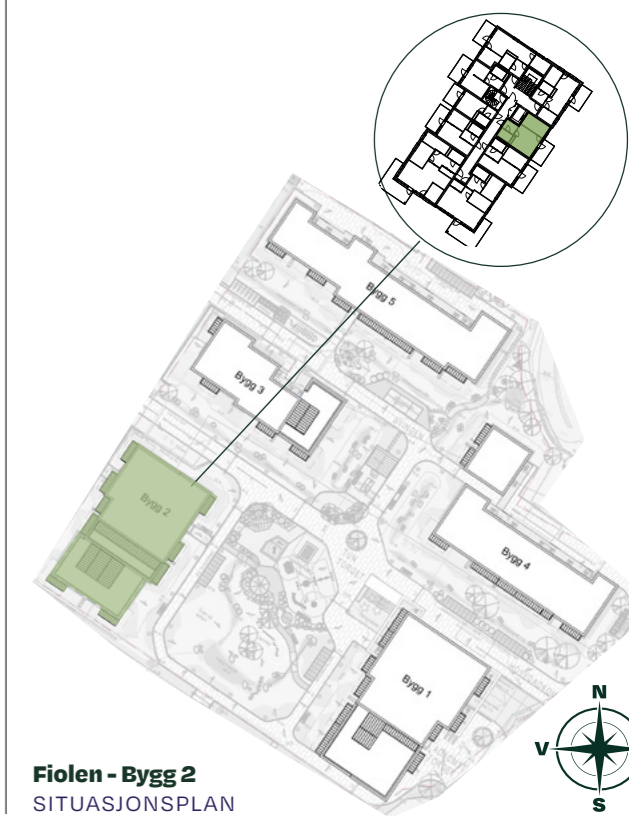 Bygg 5
Bygg 3
Bygg 2
Bygg 4
Bygg 1
N
V
S
Fiolen - Bygg 2
SITUASJONSPLAN